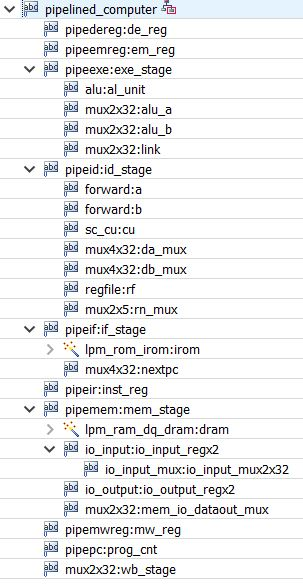 pipelined_computer
pipedereg:de_reg
pipeemreg:em_reg
pipeexe:exe_stage
alu:al_unit
mux2x32:alu_a
mux2x32:alu_b
mux2x32:link
pipeid:id_stage
forward:a
forward:b
sc_cu:cu
mux4x32:da_mux
mux4x32:db_mux
regfile:rf
mux2x5:rn_mux
pipeif:if_stage
lpm_rom_irom:irom
mux4x32:nextpc
pipeir:inst_reg
pipemem:mem_stage
lpm_ram_dq_dram:dram
io_input:io_input_regx2
io_input_mux:io_input_mux2x32
io_output:io_output_regx2
mux2x32:mem_io_dataout_mux
pipemwreg:mw_reg
pipepc:prog_cnt
mux2x32:wb_stage